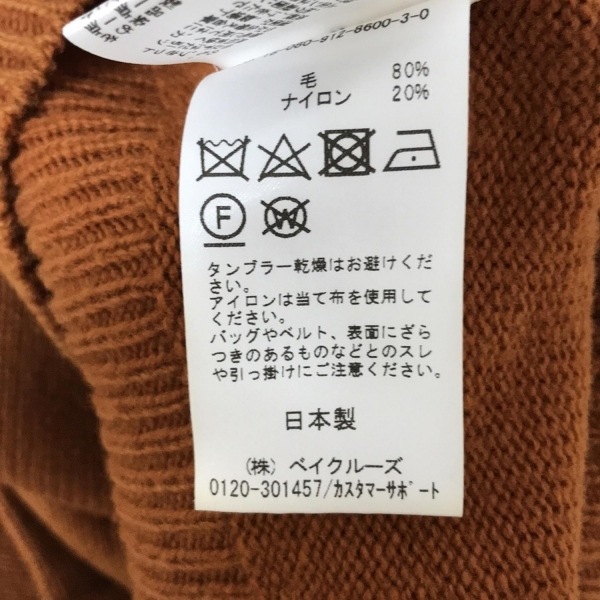 毛 80%
ナイロン 20%
F
W
タンブラー乾燥はお避けくだ
さい。
アイロンは当て布を使用して
ください。
バッグやベルト、表面にざら
つきのあるものなどとのスレ
や引っ掛けにご注意ください。
日本製
(株) ベイクルーズ
0120-301457/カスタマーサポート